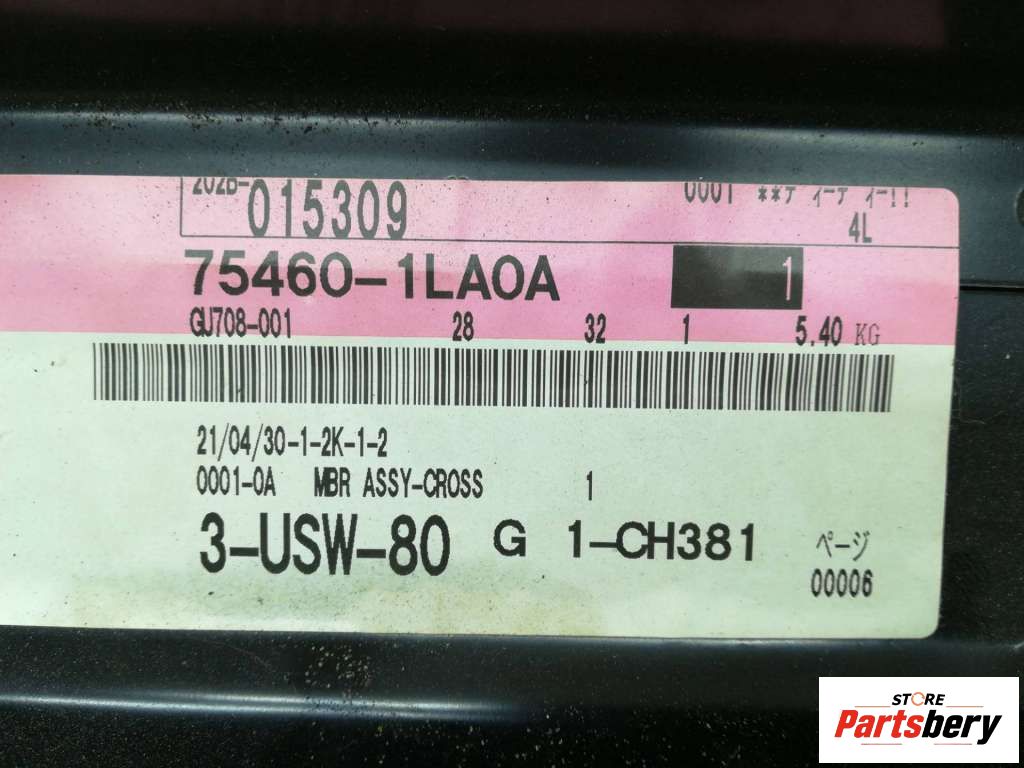 202B-015309 0001 **ディーディー!!
4L
75460-1LA0A 1
GU708-001 28 32 1 5.40 KG
21/04/30-1-2K-1-2
0001-0A MBR ASSY-CROSS 1
3-USW-80 G 1-CH381 ページ
00006
STORE
Partsbery